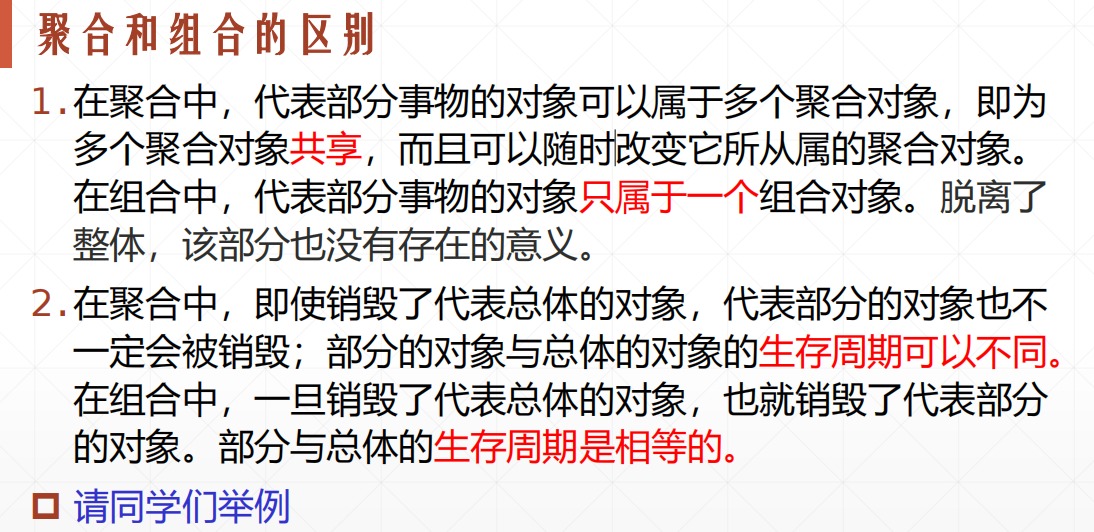 聚合和组合的区别
1.在聚合中，代表部分事物的对象可以属于多个聚合对象，即为
多个聚合对象共享，而且可以随时改变它所从属的聚合对象。
在组合中，代表部分事物的对象只属于一个组合对象。脱离了
整体，该部分也没有存在的意义。
2.在聚合中，即使销毁了代表总体的对象，代表部分的对象也不
一定会被销毁；部分的对象与总体的对象的生存周期可以不同。
在组合中，一旦销毁了代表总体的对象，也就销毁了代表部分
的对象。部分与总体的生存周期是相等的。
请同学们举例